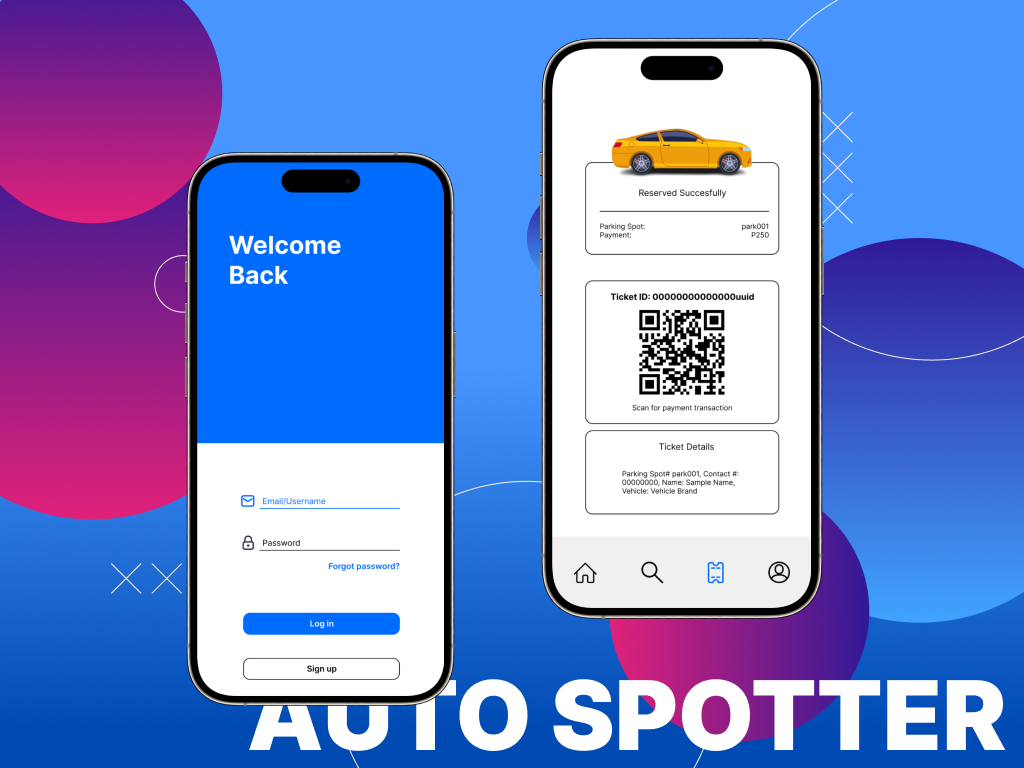 Welcome
Back
Email/Username
Password
Forgot password?
Log in
Sign up
Reserved Succesfully
Parking Spot: park001
Payment: P250
Ticket ID: 00000000000000uuid
Scan for payment transaction
Ticket Details
Parking Spot# park001, Contact #:
00000000, Name: Sample Name,
Vehicle: Vehicle Brand
AUTO SPOTTER